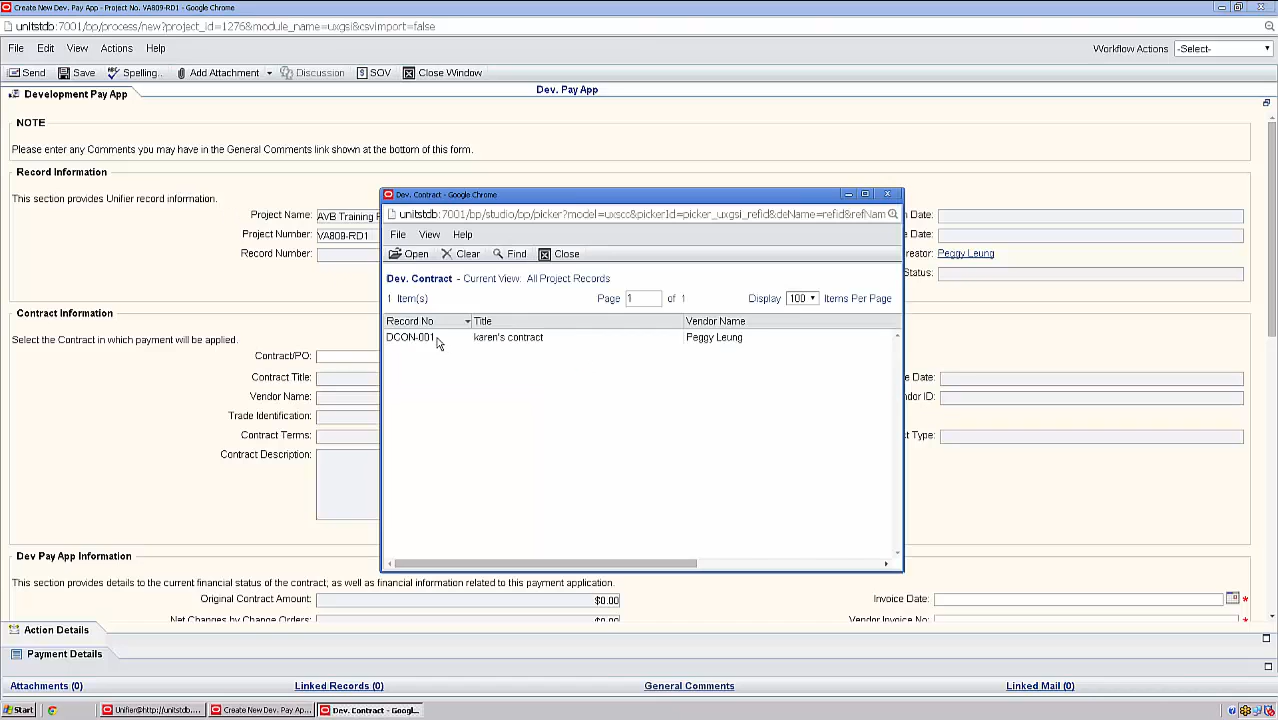 Create New Dev. Pay App - Project No. VA809-RD1 - Google Chrome
unitstdb:7001/bp/process/new?project_id=1276&module_name=uxgsi&csvImport=false
File Edit View Actions Help
Workflow Actions -Select-
Send Save Spelling... Add Attachment Discussion SOV Close Window
Development Pay App
Dev. Pay App
NOTE
Please enter any Comments you may have in the General Comments link shown at the bottom of this form.
Record Information
This section provides Unifier record information.
Project Name: AVB Training
Project Number: VA809-RD1
Record Number:
Date:
Date:
Peggy Leung
Status:
Contract Information
Select the Contract in which payment will be applied.
Contract/PO:
Contract Title:
Vendor Name:
Trade Identification:
Contract Terms:
Contract Description:
Date:
ID:
Type:
Dev. Contract - Google Chrome
unitstdb:7001/bp/studio/bp/picker?model=uxscc&pickerId=picker_uxgsi_refid&deName=refid&refNam
File View Help
Open Clear Find Close
Dev. Contract - Current View: All Project Records
1 Item(s) Page 1 of 1 Display 100 Items Per Page
Record No Title Vendor Name
DCON-001 karen's contract Peggy Leung
Dev Pay App Information
This section provides details to the current financial status of the contract; as well as financial information related to this payment application.
Original Contract Amount: $0.00
Invoice Date: *
Net Changes by Change Orders: $0.00
Vendor Invoice No: *
Action Details
Payment Details
Attachments (0) Linked Records (0) General Comments Linked Mail (0)
Start Unifier@http://unitstdb.... Create New Dev. Pay App... Dev. Contract - Googl...